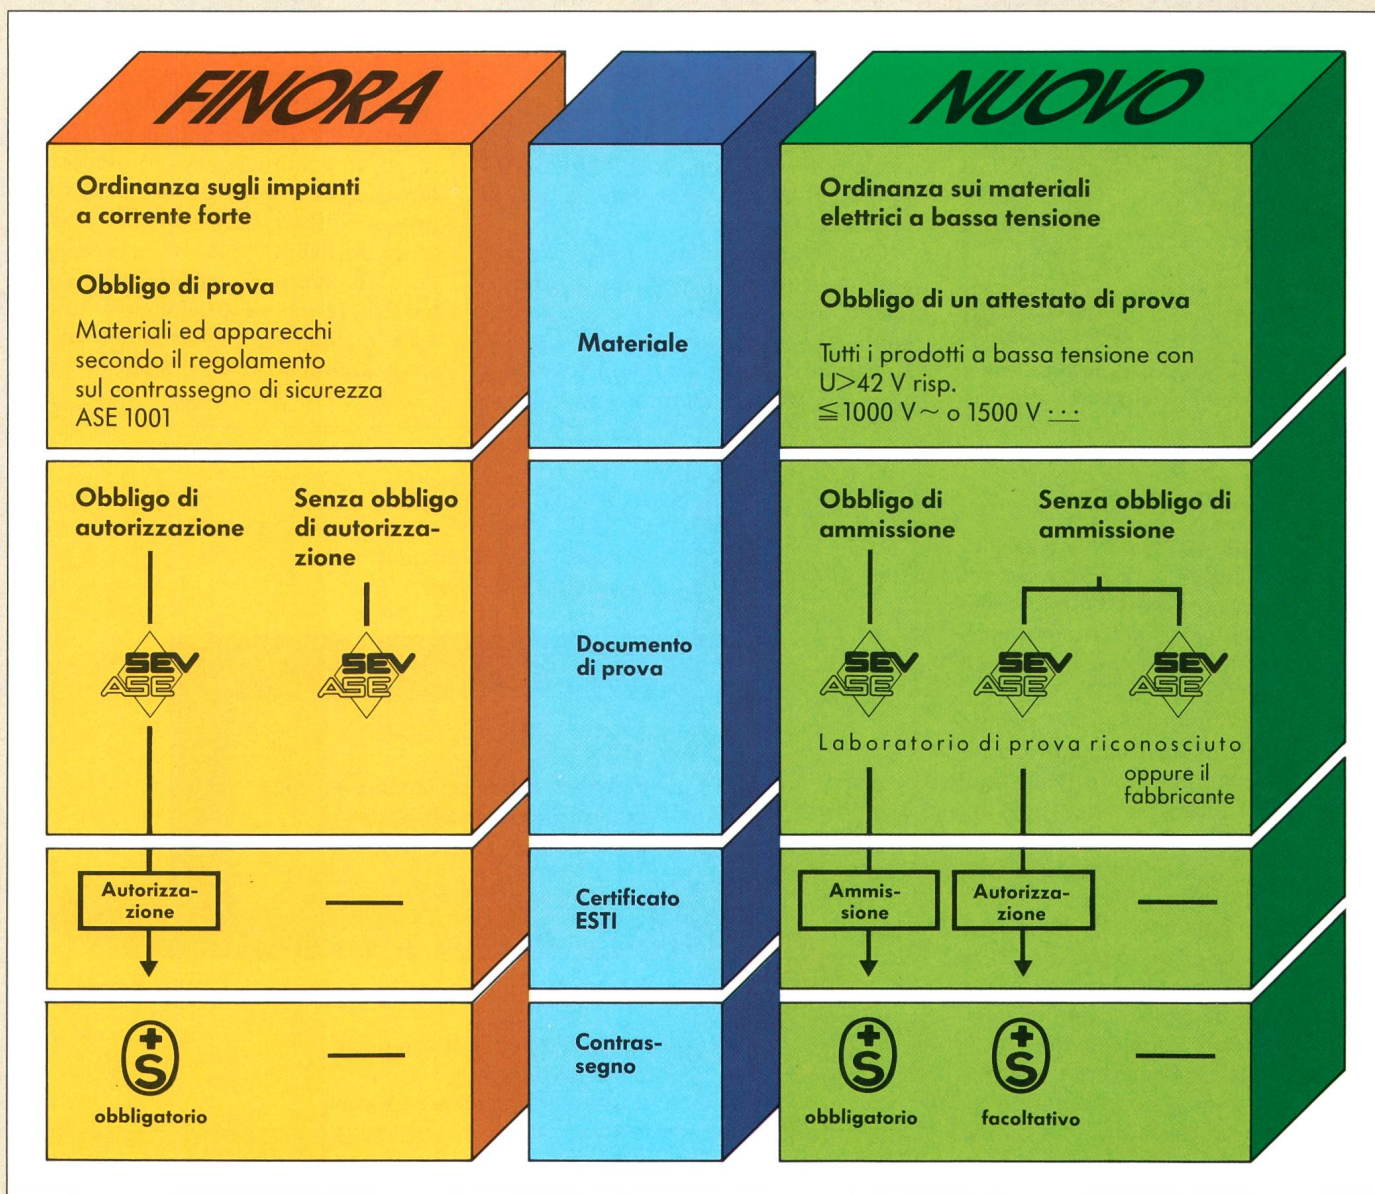 FINORA
Ordinanza sugli impianti
a corrente forte
Obbligo di prova
Materiali ed apparecchi
secondo il regolamento
sul contrassegno di sicurezza
ASE 1001
Obbligo di
autorizzazione
Senza obbligo
di autorizza-
zione
SEV
ASE
SEV
ASE
Autorizza-
zione
S
obbligatorio
Materiale
Documento
di prova
Certificato
ESTI
Contras-
segno
NUOVO
Ordinanza sui materiali
elettrici a bassa tensione
Obbligo di un attestato di prova
Tutti i prodotti a bassa tensione con
U>42 V risp.
≦1000 V ~ o 1500 V ⎓
Obbligo di
ammissione
Senza obbligo di
ammissione
SEV
ASE
SEV
ASE
SEV
ASE
Laboratorio di prova riconosciuto
oppure il
fabbricante
Ammis-
sione
Autorizza-
zione
S
obbligatorio
S
facoltativo